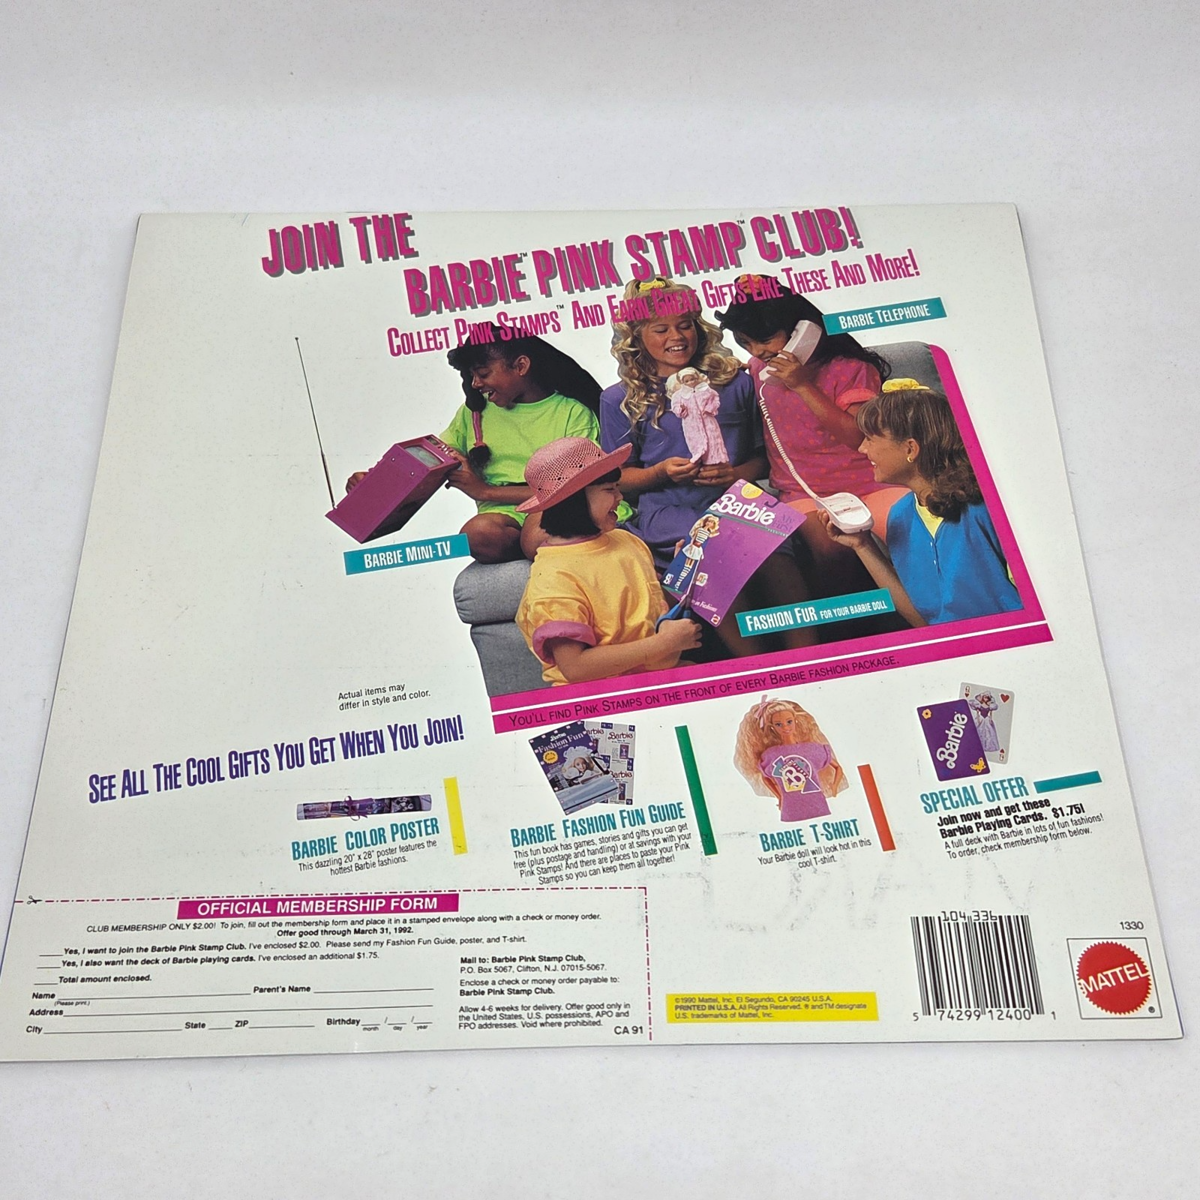 JOIN THE
BARBIE™ PINK STAMP™ CLUB!
COLLECT PINK STAMPS™ AND EARN GREAT GIFTS LIKE THESE AND MORE!
BARBIE TELEPHONE
BARBIE MINI-TV
Barbie
FASHION FUR FOR YOUR BARBIE DOLL
YOU'LL FIND PINK STAMPS ON THE FRONT OF EVERY BARBIE FASHION PACKAGE.
Actual items may
differ in style and color.
SEE ALL THE COOL GIFTS YOU GET WHEN YOU JOIN!
BARBIE COLOR POSTER
This dazzling 20" x 28" poster features the
hottest Barbie fashions.
Barbie
Fashion Fun
Barbie
Barbie
BARBIE FASHION FUN GUIDE
This fun book has games, stories and gifts you can get
free (plus postage and handling) or at savings with your
Pink Stamps! And there are places to paste your Pink
Stamps so you can keep them all together!
BARBIE T-SHIRT
Your Barbie doll will look hot in this
cool T-shirt.
Barbie
SPECIAL OFFER
Join now and get these
Barbie Playing Cards. $1.75!
A full deck with Barbie in lots of fun fashions!
To order, check membership form below.
OFFICIAL MEMBERSHIP FORM
CLUB MEMBERSHIP ONLY $2.00! To join, fill out the membership form and place it in a stamped envelope along with a check or money order.
Offer good through March 31, 1992.
Yes, I want to join the Barbie Pink Stamp Club. I've enclosed $2.00. Please send my Fashion Fun Guide, poster, and T-shirt.
Yes, I also want the deck of Barbie playing cards. I've enclosed an additional $1.75.
Total amount enclosed.
Name Parent's Name
(Please print.)
Address
City State ZIP Birthday / /
month day year
Mail to: Barbie Pink Stamp Club,
P.O. Box 5067, Clifton, N.J. 07015-5067.
Enclose a check or money order payable to:
Barbie Pink Stamp Club.
Allow 4-6 weeks for delivery. Offer good only in
the United States, U.S. possessions, APO and
FPO addresses. Void where prohibited.
CA 91
©1990 Mattel, Inc. El Segundo, CA 90245 U.S.A.
PRINTED IN U.S.A. All Rights Reserved. ® and TM designate
U.S. trademarks of Mattel, Inc.
104 336
5 74299 12400 1
1330
MATTEL
®